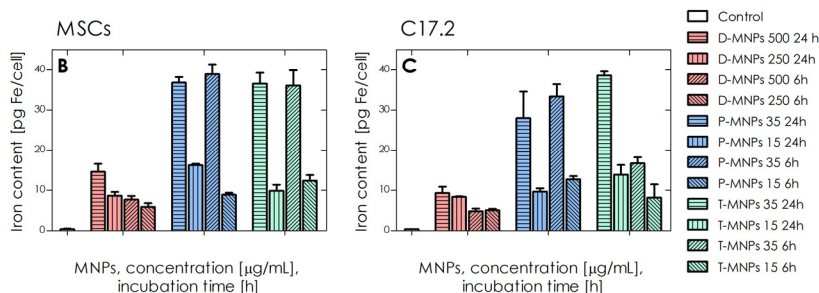 MSCs
C17.2
B
C
Iron content [pg Fe/cell]
40
30
20
10
0
MNPs, concentration [µg/mL],
incubation time [h]
Iron content [pg Fe/cell]
40
30
20
10
0
MNPs, concentration [µg/mL],
incubation time [h]
Control
D-MNPs 500 24 h
D-MNPs 250 24h
D-MNPs 500 6h
D-MNPs 250 6h
P-MNPs 35 24h
P-MNPs 15 24h
P-MNPs 35 6h
P-MNPs 15 6h
T-MNPs 35 24h
T-MNPs 15 24h
T-MNPs 35 6h
T-MNPs 15 6h